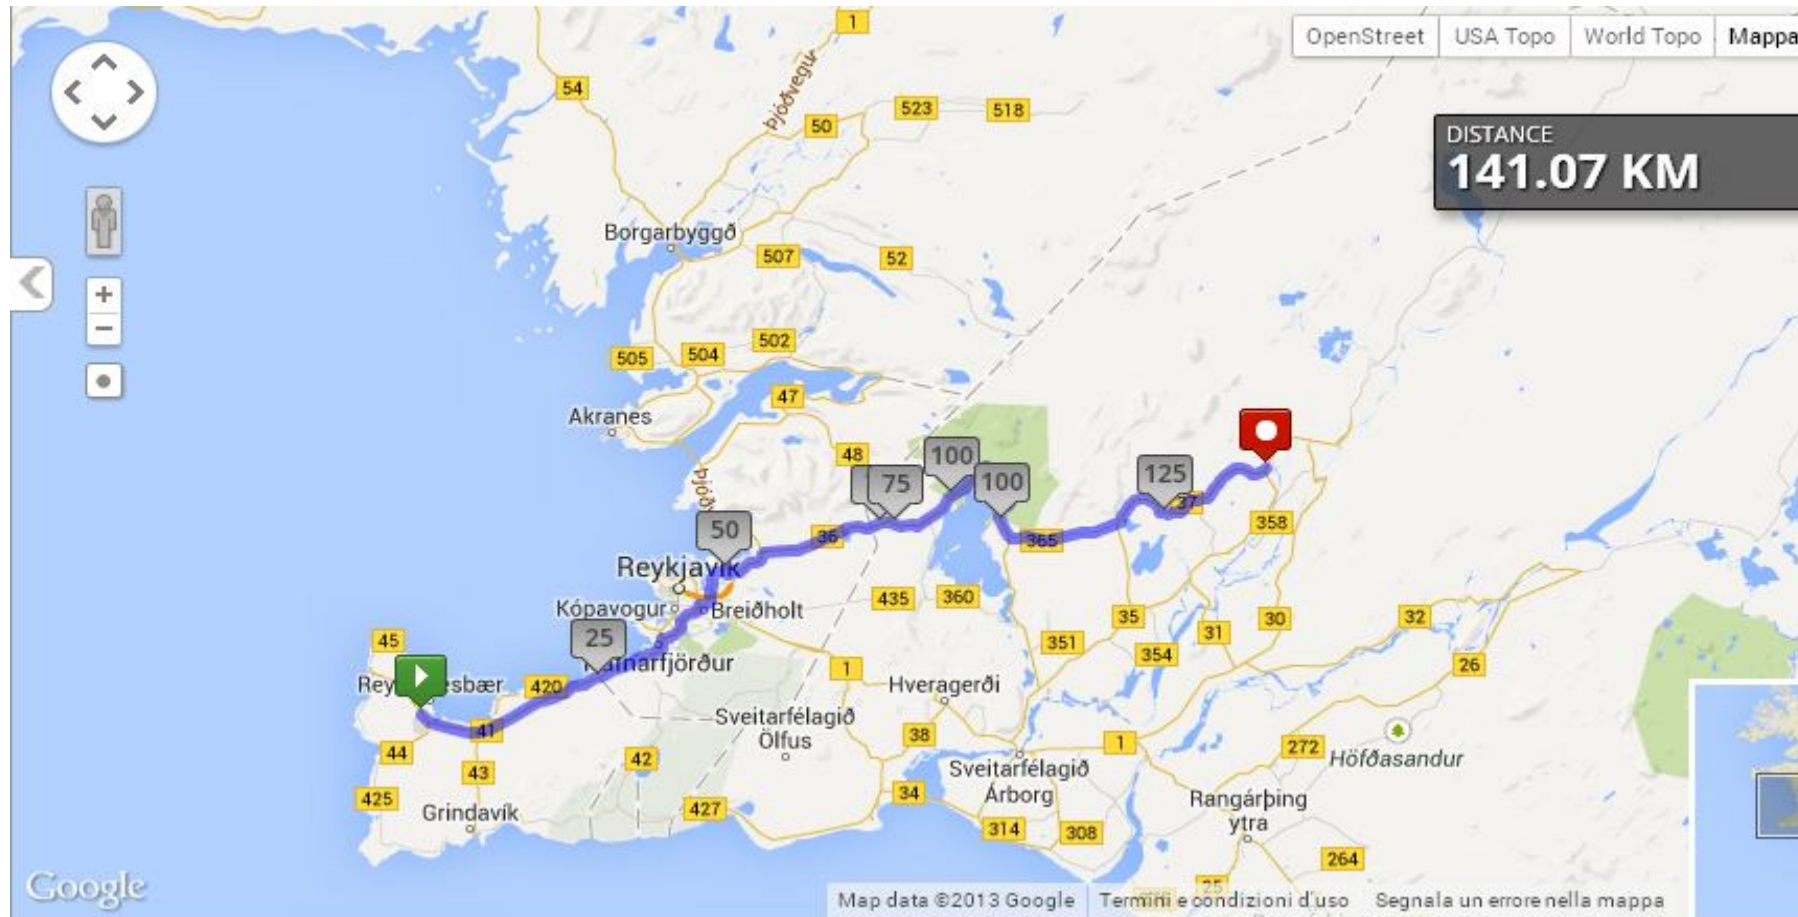 1
OpenStreet
USA Topo
World Topo
Mappa
54
523
518
50
Þjóðvegur
DISTANCE
141.07 KM
Borgarbyggð
507
52
502
505
504
47
Akranes
48
100
75
100
125
37
50
36
365
358
Reykjavík
435
360
Kópavogur
Breiðholt
35
30
32
45
25
351
31
354
26
1
420
Hveragerði
41
Sveitarfélagið
Ölfus
44
38
1
272
Höfðasandur
43
42
Sveitarfélagið
Árborg
425
34
Rangárþing
ytra
Grindavík
427
314
308
264
25
Google
Map data ©2013 Google
Termini e condizioni d'uso
Segnala un errore nella mappa